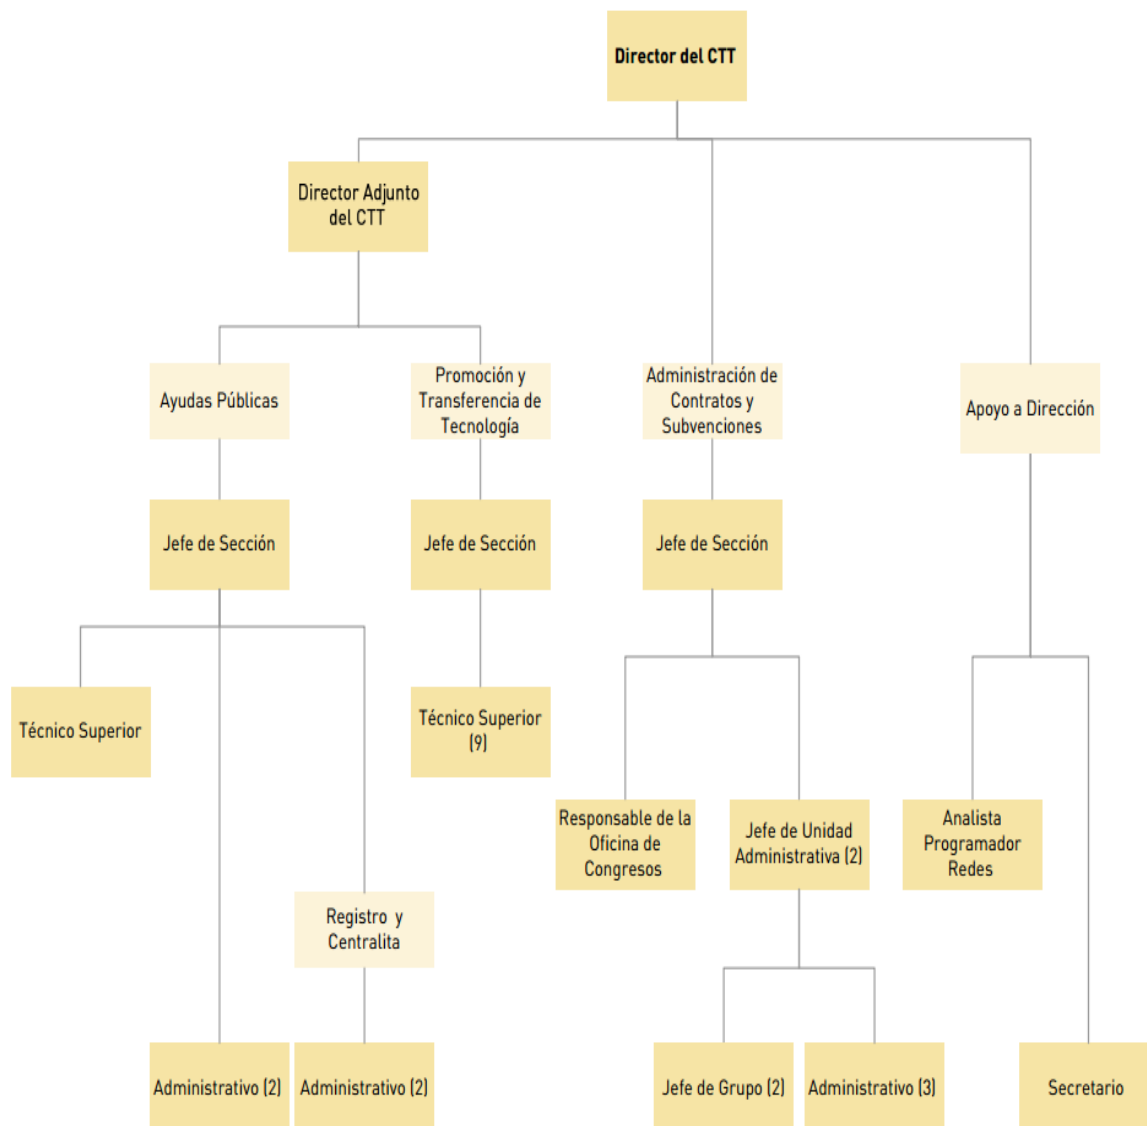 Director del CTT
Director Adjunto
del CTT
Ayudas Públicas
Promoción y
Transferencia de
Tecnología
Administración de
Contratos y
Subvenciones
Apoyo a Dirección
Jefe de Sección
Jefe de Sección
Jefe de Sección
Técnico Superior
Técnico Superior
(9)
Responsable de la
Oficina de
Congresos
Jefe de Unidad
Administrativa (2)
Analista
Programador
Redes
Registro y
Centralita
Administrativo (2)
Administrativo (2)
Jefe de Grupo (2)
Administrativo (3)
Secretario